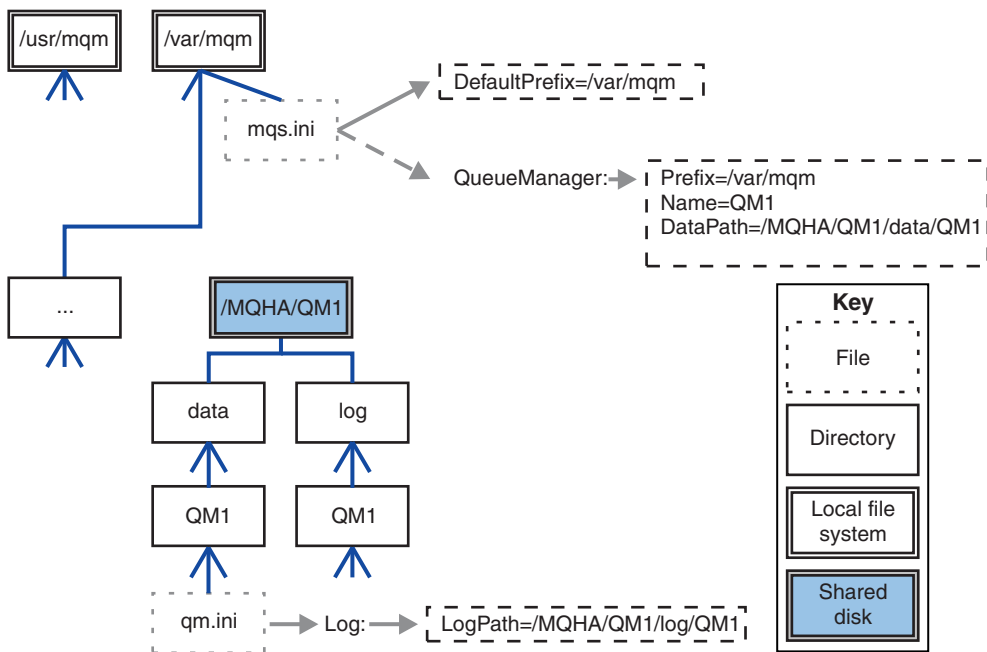 /usr/mqm
/var/mqm
DefaultPrefix=/var/mqm
mqs.ini
QueueManager:
Prefix=/var/mqm
Name=QM1
DataPath=/MQHA/QM1/data/QM1
...
/MQHA/QM1
data
log
QM1
QM1
qm.ini
Log:
LogPath=/MQHA/QM1/log/QM1
Key
File
Directory
Local file
system
Shared
disk